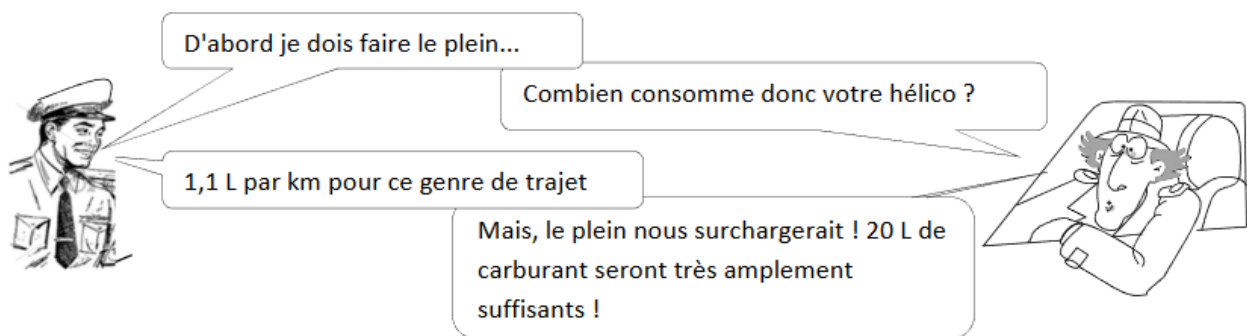 D'abord je dois faire le plein...
Combien consomme donc votre hélico ?
1,1 L par km pour ce genre de trajet
Mais, le plein nous surchargerait ! 20 L de
carburant seront très amplement
suffisants !